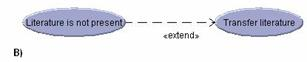 Literature is not present
Transfer literature
«extend»
B)